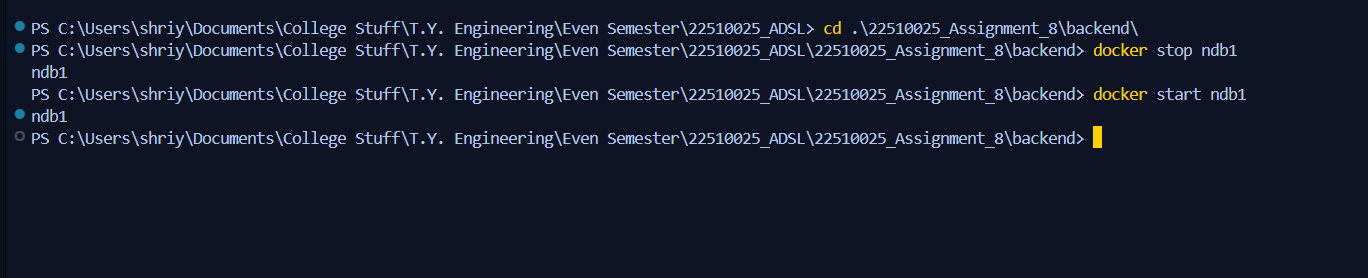 PS C:\Users\shriy\Documents\College Stuff\T.Y. Engineering\Even Semester\22510025_ADSL> cd .\22510025_Assignment_8\backend\
PS C:\Users\shriy\Documents\College Stuff\T.Y. Engineering\Even Semester\22510025_ADSL\22510025_Assignment_8\backend> docker stop ndb1
ndb1
PS C:\Users\shriy\Documents\College Stuff\T.Y. Engineering\Even Semester\22510025_ADSL\22510025_Assignment_8\backend> docker start ndb1
ndb1
PS C:\Users\shriy\Documents\College Stuff\T.Y. Engineering\Even Semester\22510025_ADSL\22510025_Assignment_8\backend>